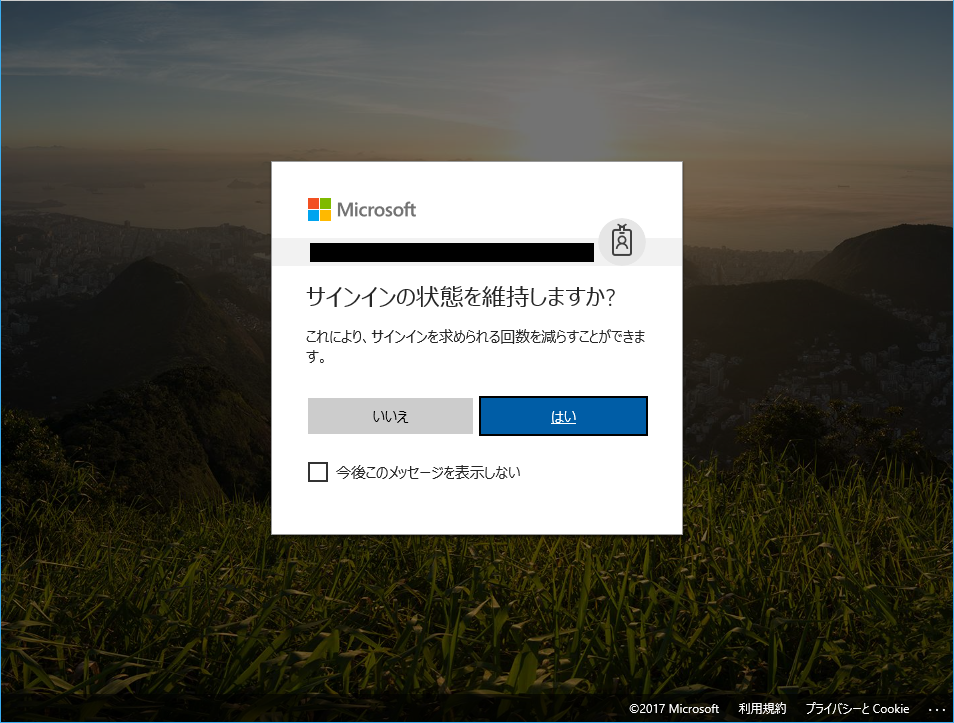 Microsoft
サインインの状態を維持しますか?
これにより、サインインを求められる回数を減らすことができま
す。
いいえ
はい
今後このメッセージを表示しない
©2017 Microsoft 利用規約 プライバシーと Cookie ...